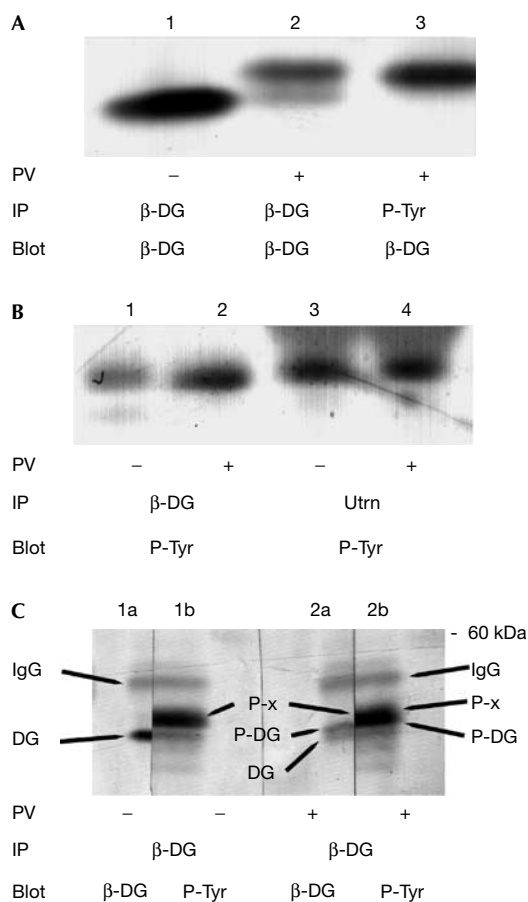 A 1 2 3
PV – + +
IP β-DG β-DG P-Tyr
Blot β-DG β-DG β-DG
B 1 2 3 4
PV – + – +
IP β-DG Utrn
Blot P-Tyr P-Tyr
C 1a 1b 2a 2b
- 60 kDa
IgG IgG
P-x P-x
P-DG P-DG
DG DG
PV – – + +
IP β-DG β-DG
Blot β-DG P-Tyr β-DG P-Tyr